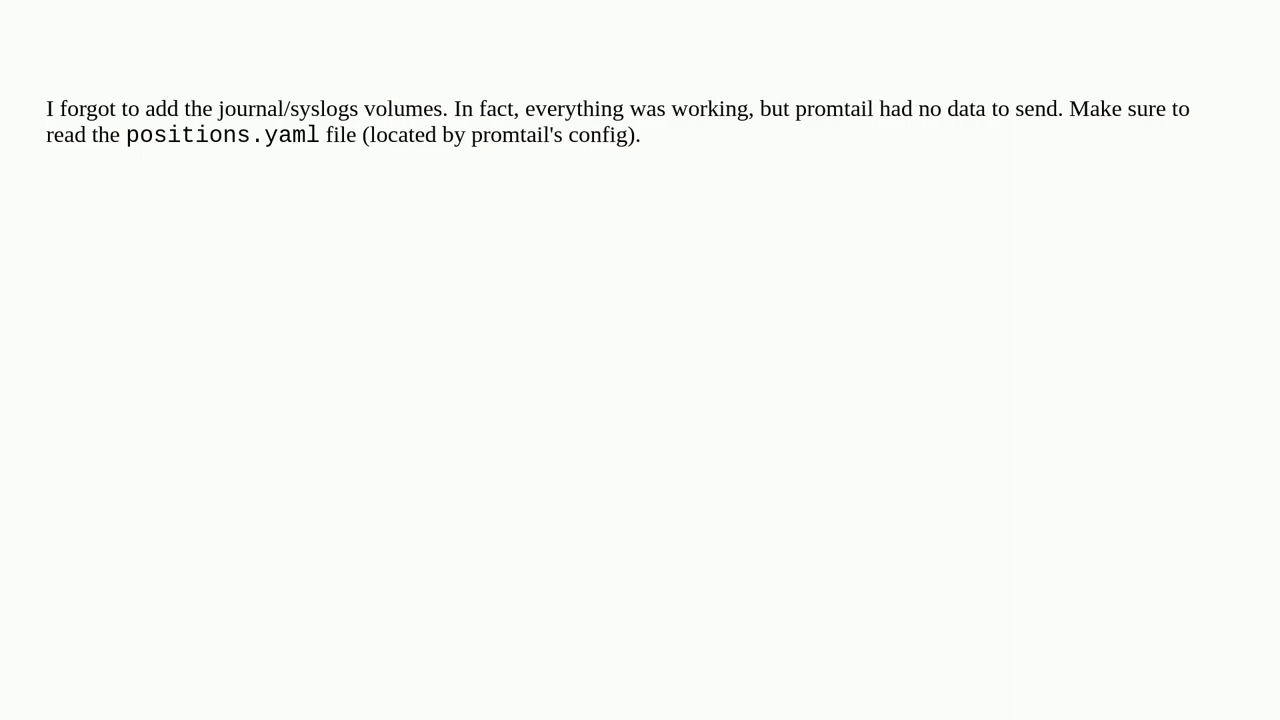 I forgot to add the journal/syslogs volumes. In fact, everything was working, but promtail had no data to send. Make sure to
read the positions.yaml file (located by promtail's config).